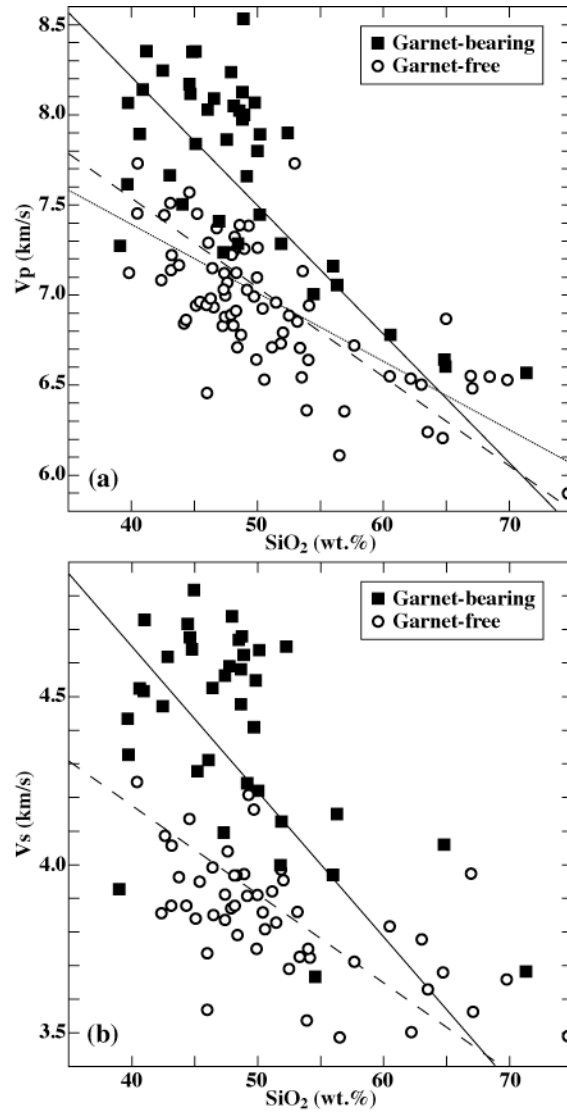 8.5
8.0
7.5
7.0
6.5
6.0
Vp (km/s)
Garnet-bearing
Garnet-free
(a)
40 50 60 70
SiO₂ (wt.%)
4.5
4.0
3.5
Vs (km/s)
Garnet-bearing
Garnet-free
(b)
40 50 60 70
SiO₂ (wt.%)